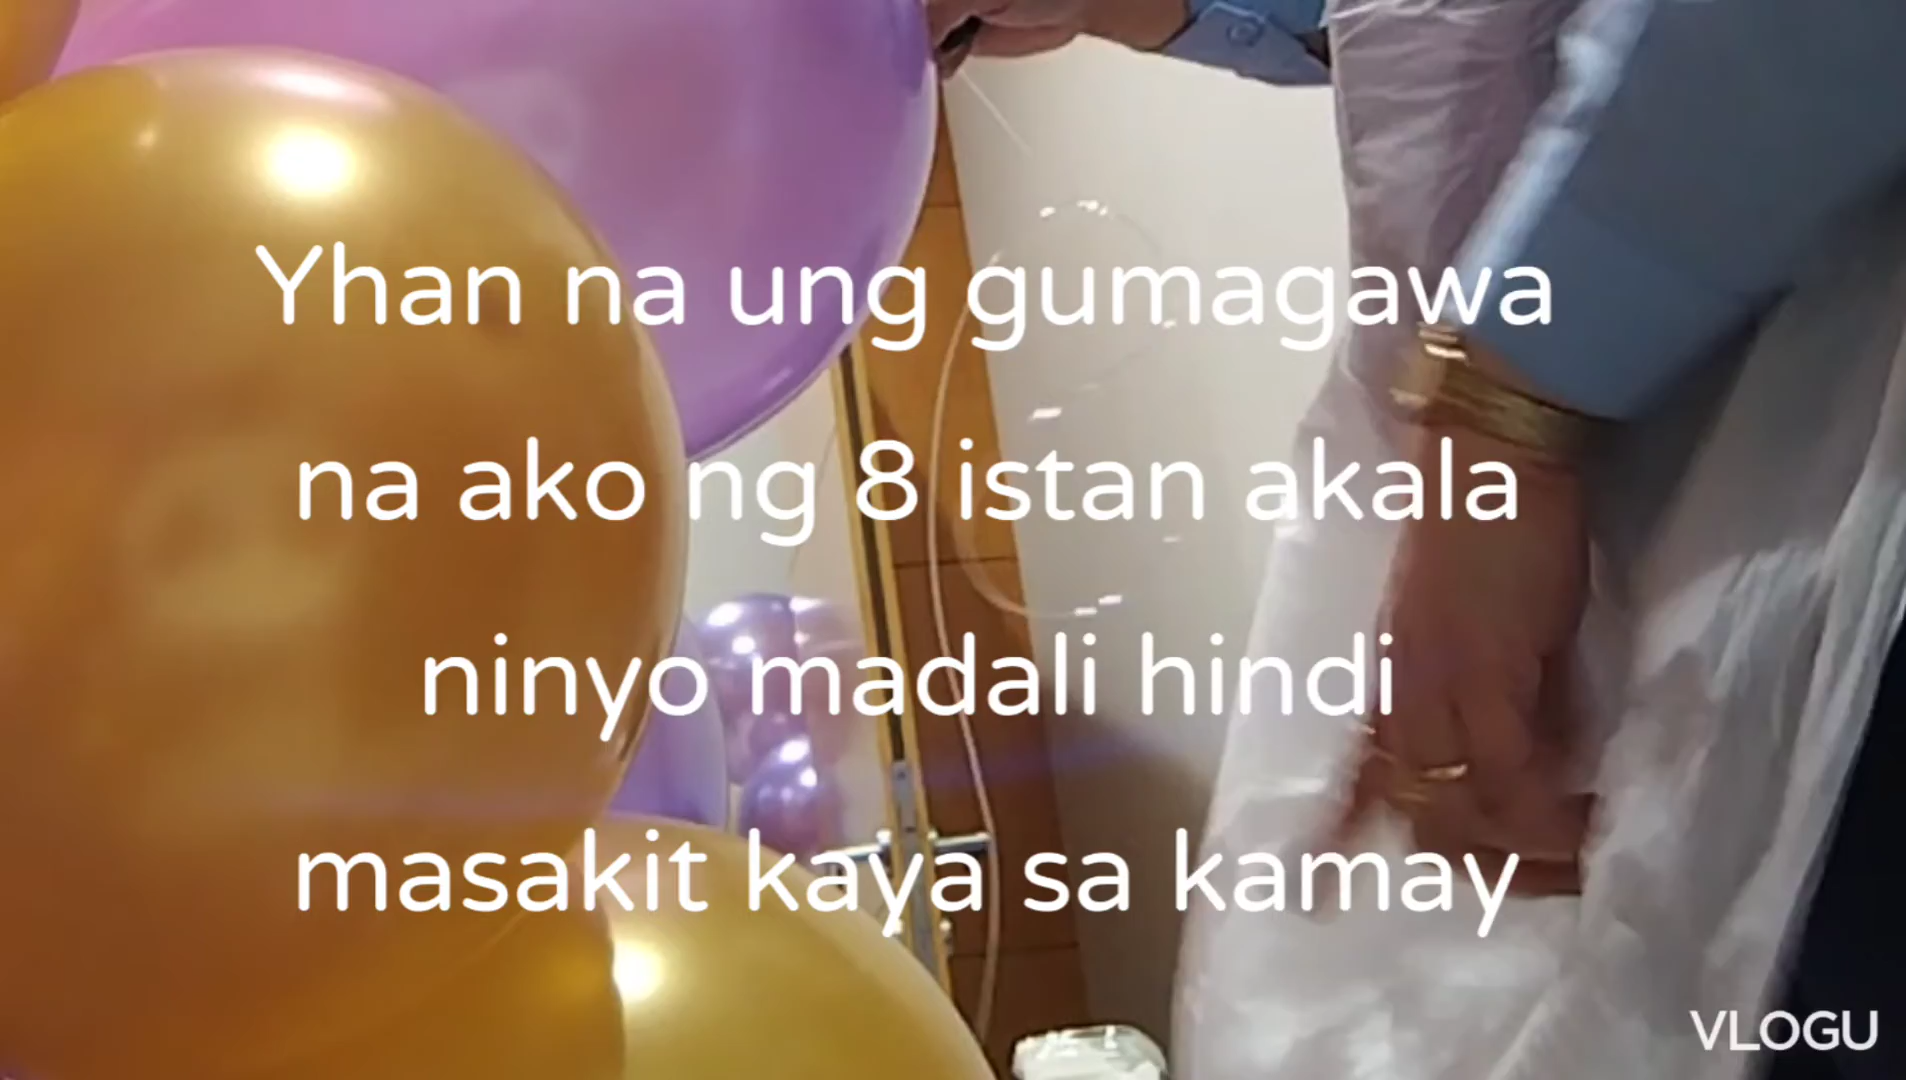 Yhan na ung gumagawa
na ako ng 8 istan akala
ninyo madali hindi
masakit kaya sa kamay
VLOGU